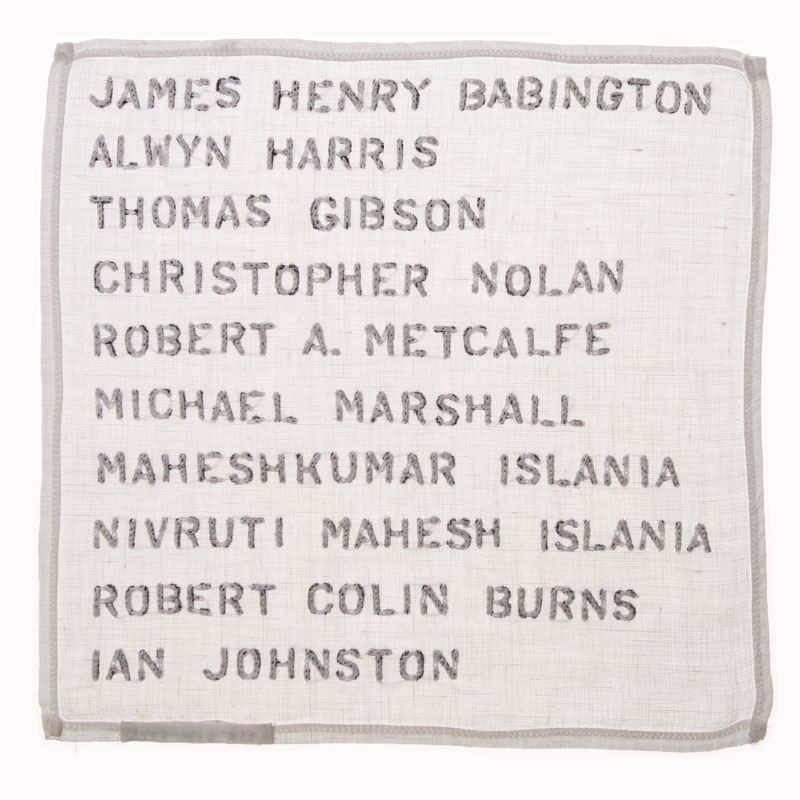 JAMES HENRY BABINGTON
ALWYN HARRIS
THOMAS GIBSON
CHRISTOPHER NOLAN
ROBERT A. METCALFE
MICHAEL MARSHALL
MAHESHKUMAR ISLANIA
NIVRUTI MAHESH ISLANIA
ROBERT COLIN BURNS
IAN JOHNSTON